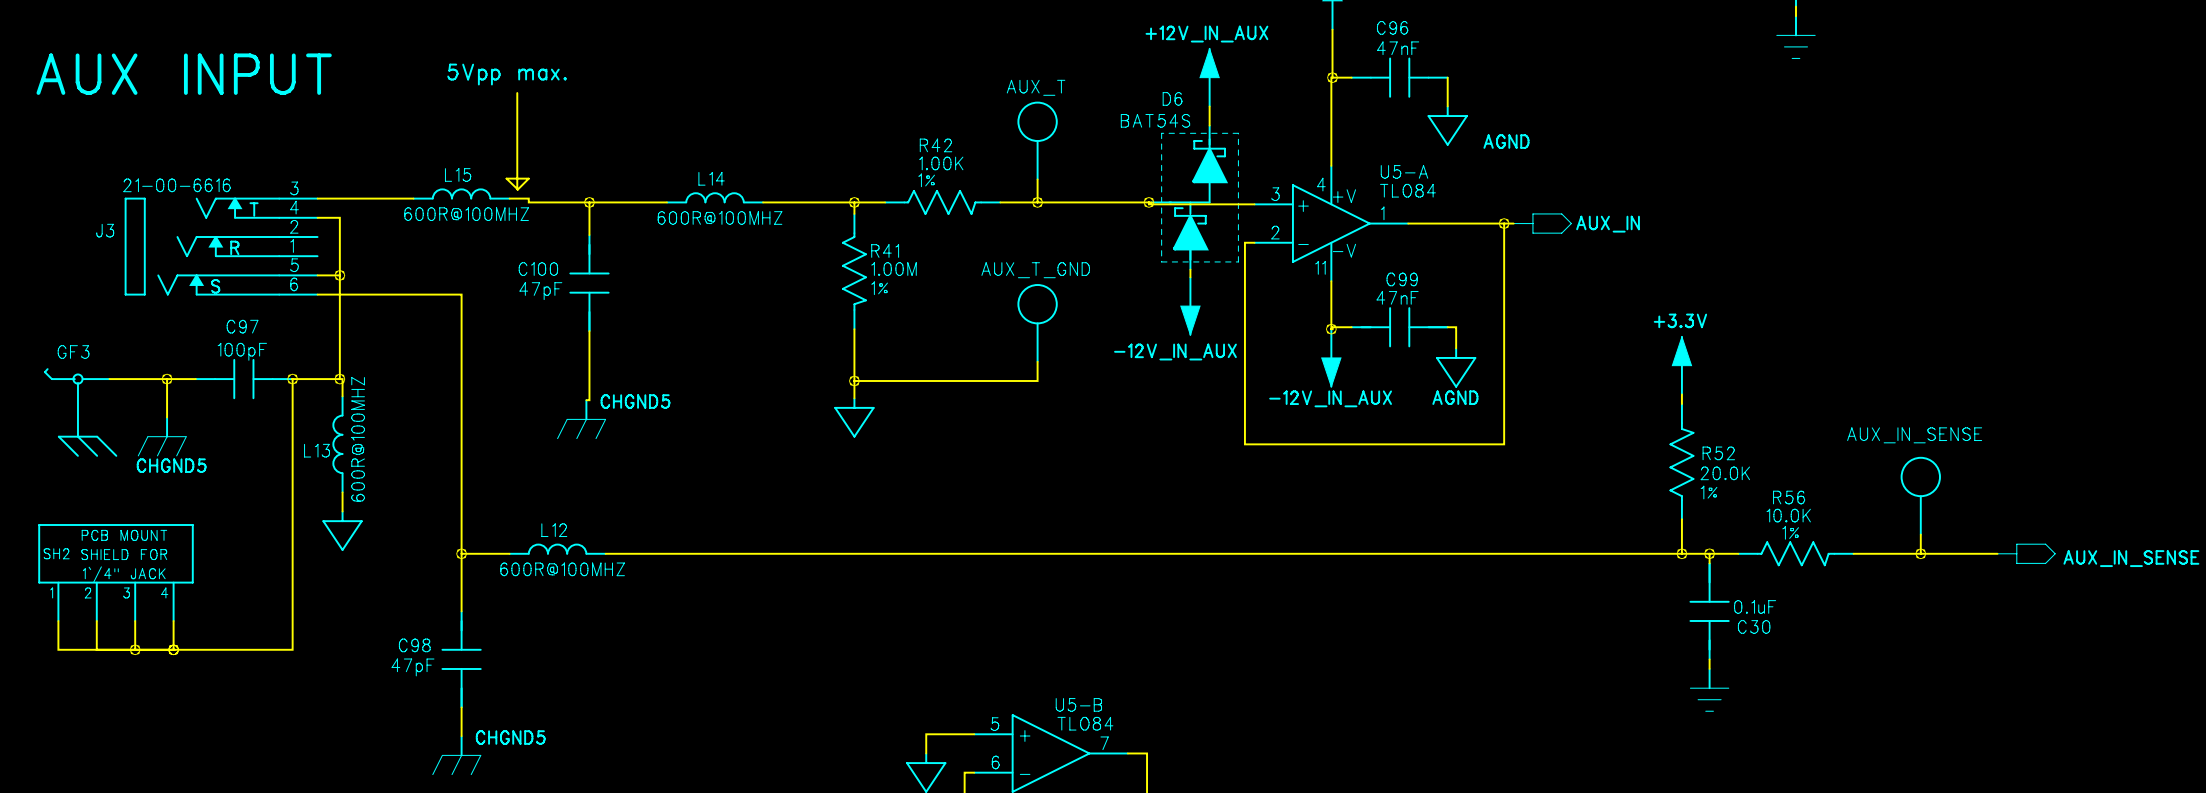 AUX INPUT
5Vpp max.
+12V_IN_AUX
C96
47nF
AGND
AUX_T
D6
BAT54S
21-00-6616
J3
3
4
T
2
1
R
5
6
S
L15
600R@100MHZ
L14
600R@100MHZ
R42
1.00K
1%
C100
47pF
CHGND5
R41
1.00M
1%
AUX_T_GND
-12V_IN_AUX
U5-A
TL084
3
+
2
-
4
+V
1
-V
11
AUX_IN
C99
47nF
-12V_IN_AUX
AGND
GF3
C97
100pF
CHGND5
L13
600R@100MHZ
PCB MOUNT
SH2 SHIELD FOR
1`/4" JACK
1
2
3
4
L12
600R@100MHZ
C98
47pF
CHGND5
+3.3V
R52
20.0K
1%
R56
10.0K
1%
AUX_IN_SENSE
AUX_IN_SENSE
0.1uF
C30
U5-B
TL084
5
+
6
-
7